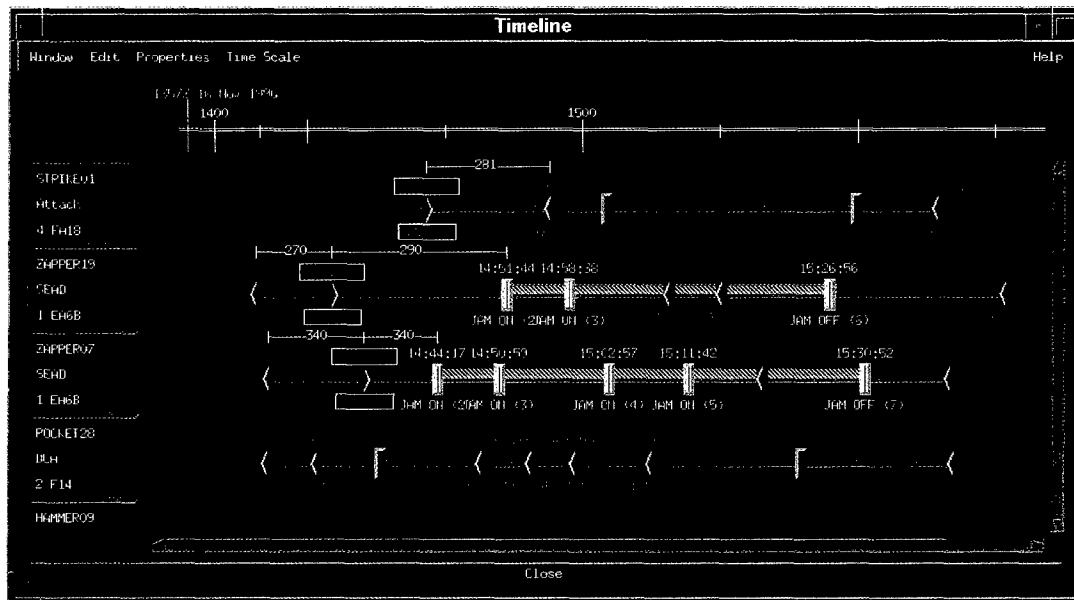 Timeline
Window Edit Properties Time Scale Help
Nov 1996
1400 1500
281
STRIKE01
Attack
4 FA18
270 290
ZAPPER19 14:51:44 14:58:38 15:26:56
SEAD
1 EA6B JAM ON (2) JAM ON (3) JAM OFF (6)
340 340
ZAPPER07 14:44:17 14:50:59 15:02:57 15:11:42 15:30:52
SEAD
1 EA6B JAM ON (2) JAM ON (3) JAM ON (4) JAM ON (5) JAM OFF (7)
POCKET28
2 F14
HAMMER09
Close